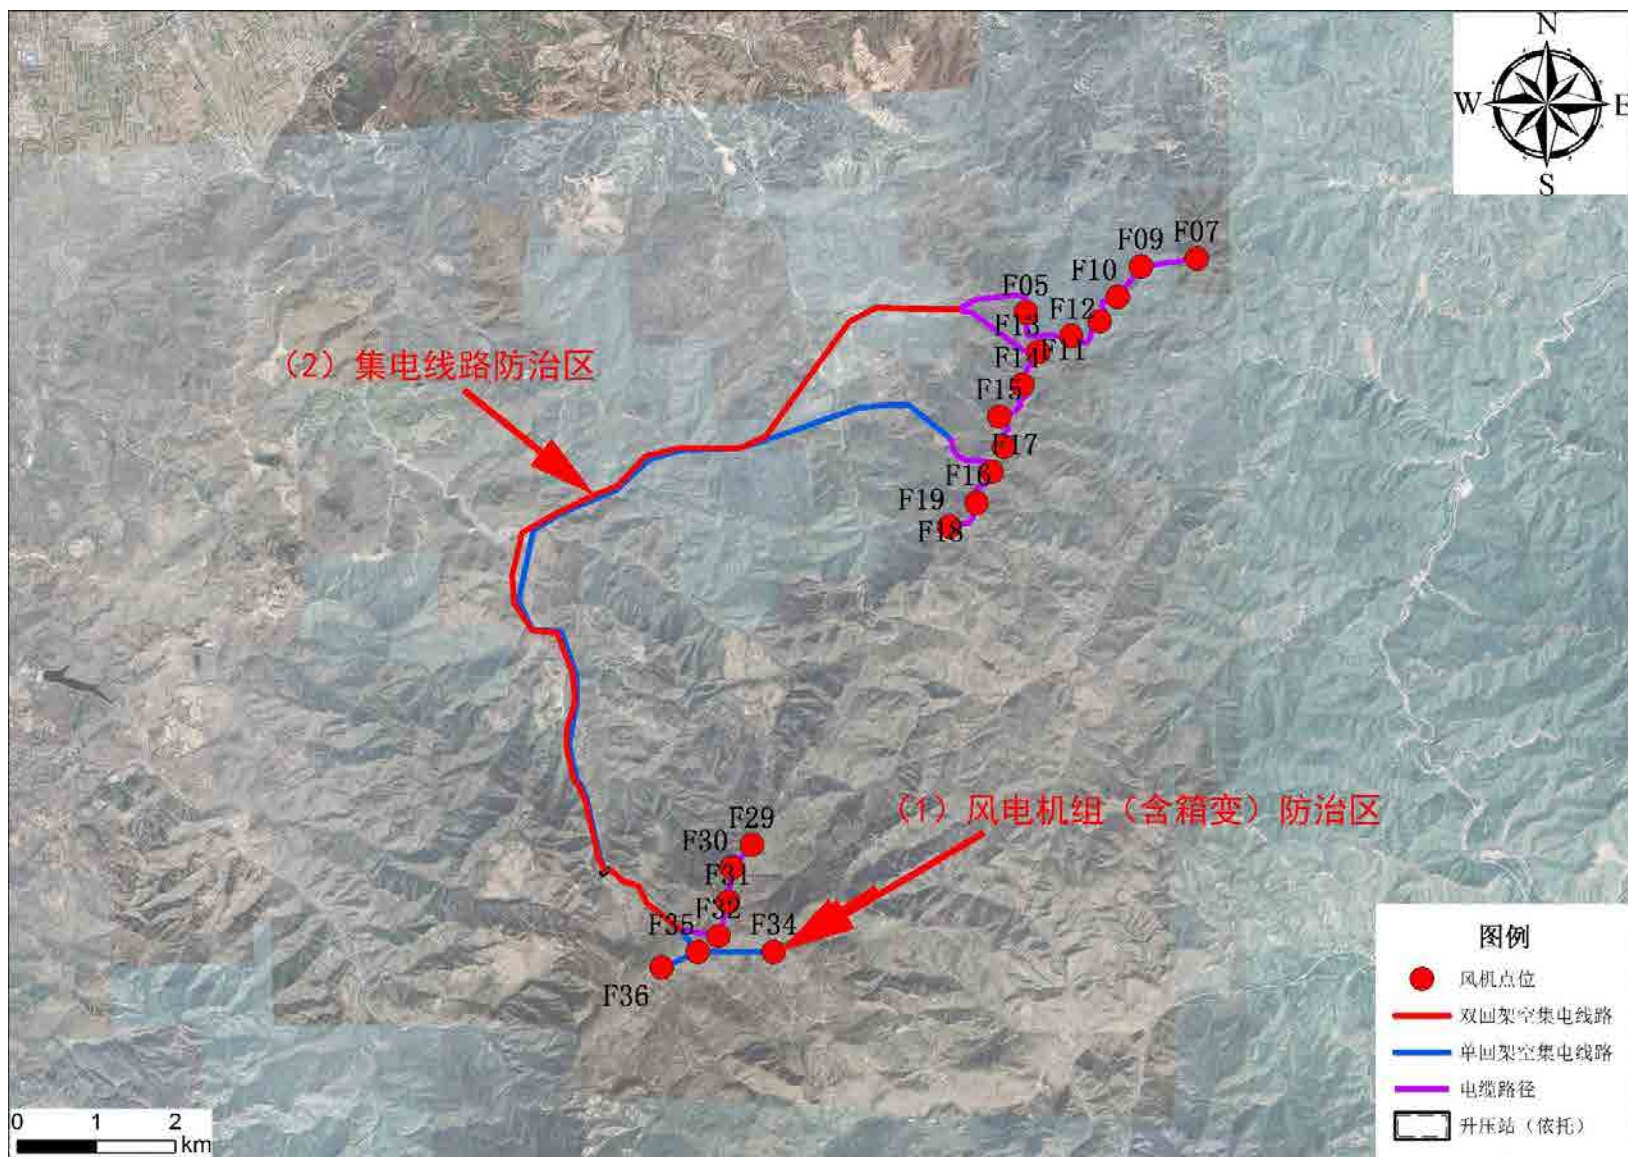 N
W
E
S
F09
F07
F10
F05
F12
F13
F11
F14
F15
F17
F16
F19
F18
（2）集电线路防治区
（1）风电机组（含箱变）防治区
F29
F30
F31
F32
F35
F34
F36
图例
风机点位
双回架空集电线路
单回架空集电线路
电缆路径
升压站（依托）
0 1 2
km